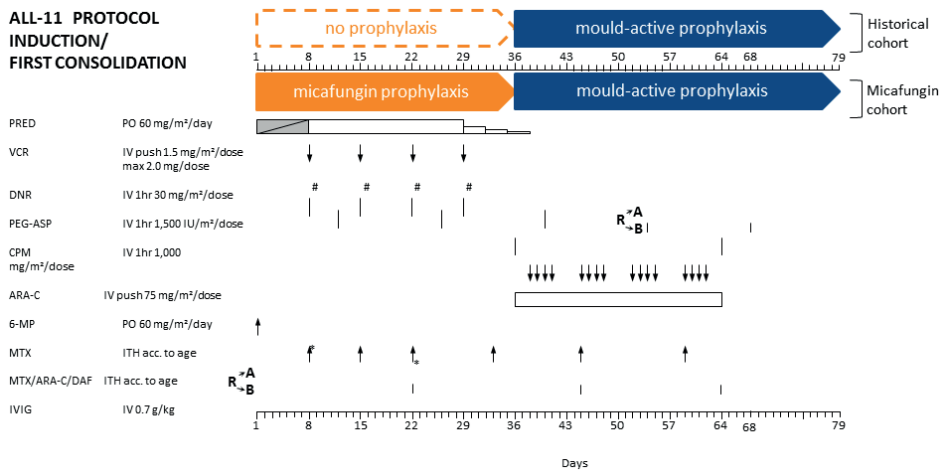 ALL-11 PROTOCOL
INDUCTION/
FIRST CONSOLIDATION
no prophylaxis
mould-active prophylaxis
Historical
cohort
1 8 15 22 29 36 43 50 57 64 68 79
micafungin prophylaxis
mould-active prophylaxis
Micafungin
cohort
PRED PO 60 mg/m²/day
VCR IV push 1.5 mg/m²/dose
max 2.0 mg/dose
# # # #
DNR IV 1hr 30 mg/m²/dose
PEG-ASP IV 1hr 1,500 IU/m²/dose
R A
B
CPM IV 1hr 1,000
mg/m²/dose
ARA-C IV push 75 mg/m²/dose
6-MP PO 60 mg/m²/day
MTX ITH acc. to age
* *
MTX/ARA-C/DAF ITH acc. to age
R A
B
IVIG IV 0.7 g/kg
1 8 15 22 29 36 43 50 57 64 68 79
Days